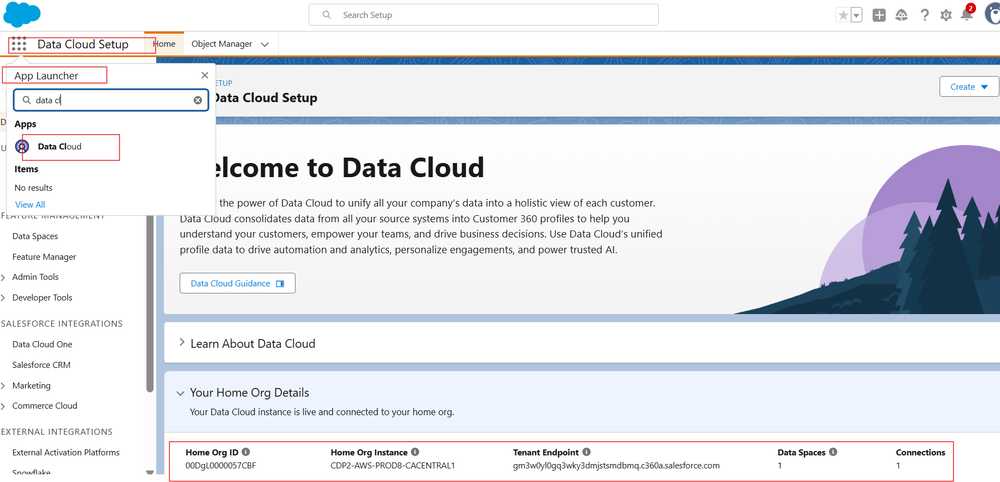 Search Setup
2
Data Cloud Setup
Home
Object Manager
App Launcher
data cl
Apps
Data Cloud
Items
No results
View All
ETUP
Data Cloud Setup
Create
D
U
elcome to Data Cloud
the power of Data Cloud to unify all your company's data into a holistic view of each customer.
Data Cloud consolidates data from all your source systems into Customer 360 profiles to help you
understand your customers, empower your teams, and drive business decisions. Use Data Cloud's unified
profile data to drive automation and analytics, personalize engagements, and power trusted AI.
Data Cloud Guidance
FEATURE MANAGEMENT
Data Spaces
Feature Manager
Admin Tools
Developer Tools
SALESFORCE INTEGRATIONS
Data Cloud One
Salesforce CRM
Marketing
Commerce Cloud
EXTERNAL INTEGRATIONS
External Activation Platforms
Snowflake
Learn About Data Cloud
Your Home Org Details
Your Data Cloud instance is live and connected to your home org.
Home Org ID
00DgL0000057CBF
Home Org Instance
CDP2-AWS-PROD8-CACENTRAL1
Tenant Endpoint
gm3w0yl0gq3wky3dmjstsmdbmq.c360a.salesforce.com
Data Spaces
1
Connections
1